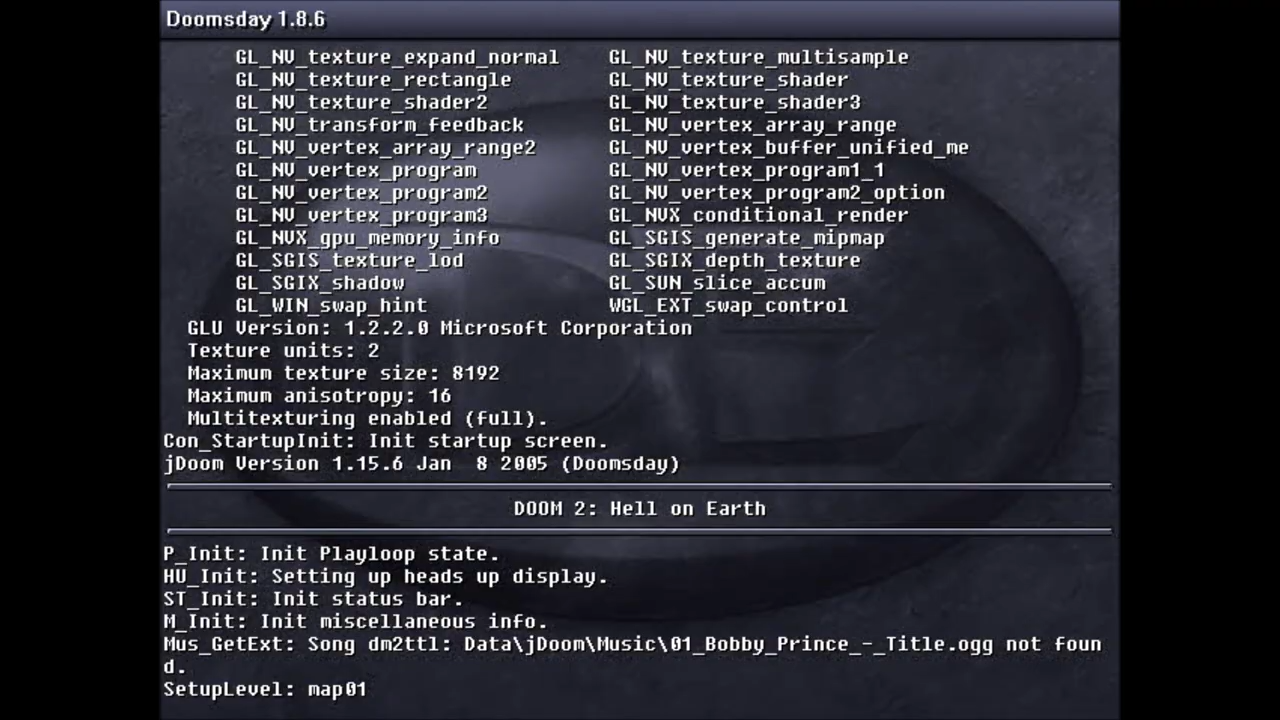 Doomsday 1.8.6
GL_NV_texture_expand_normal GL_NV_texture_multisample
GL_NV_texture_rectangle GL_NV_texture_shader
GL_NV_texture_shader2 GL_NV_texture_shader3
GL_NV_transform_feedback GL_NV_vertex_array_range
GL_NV_vertex_array_range2 GL_NV_vertex_buffer_unified_me
GL_NV_vertex_program GL_NV_vertex_program1_1
GL_NV_vertex_program2 GL_NV_vertex_program2_option
GL_NV_vertex_program3 GL_NVX_conditional_render
GL_NVX_gpu_memory_info GL_SGIS_generate_mipmap
GL_SGIS_texture_lod GL_SGIX_depth_texture
GL_SGIX_shadow GL_SUN_slice_accum
GL_WIN_swap_hint WGL_EXT_swap_control
GLU Version: 1.2.2.0 Microsoft Corporation
Texture units: 2
Maximum texture size: 8192
Maximum anisotropy: 16
Multitexturing enabled (full).
Con_StartupInit: Init startup screen.
jDoom Version 1.15.6 Jan  8 2005 (Doomsday)
DOOM 2: Hell on Earth
P_Init: Init Playloop state.
HU_Init: Setting up heads up display.
ST_Init: Init status bar.
M_Init: Init miscellaneous info.
Mus_GetExt: Song dm2ttl: Data\jDoom\Music\01_Bobby_Prince_-_Title.ogg not foun
d.
SetupLevel: map01